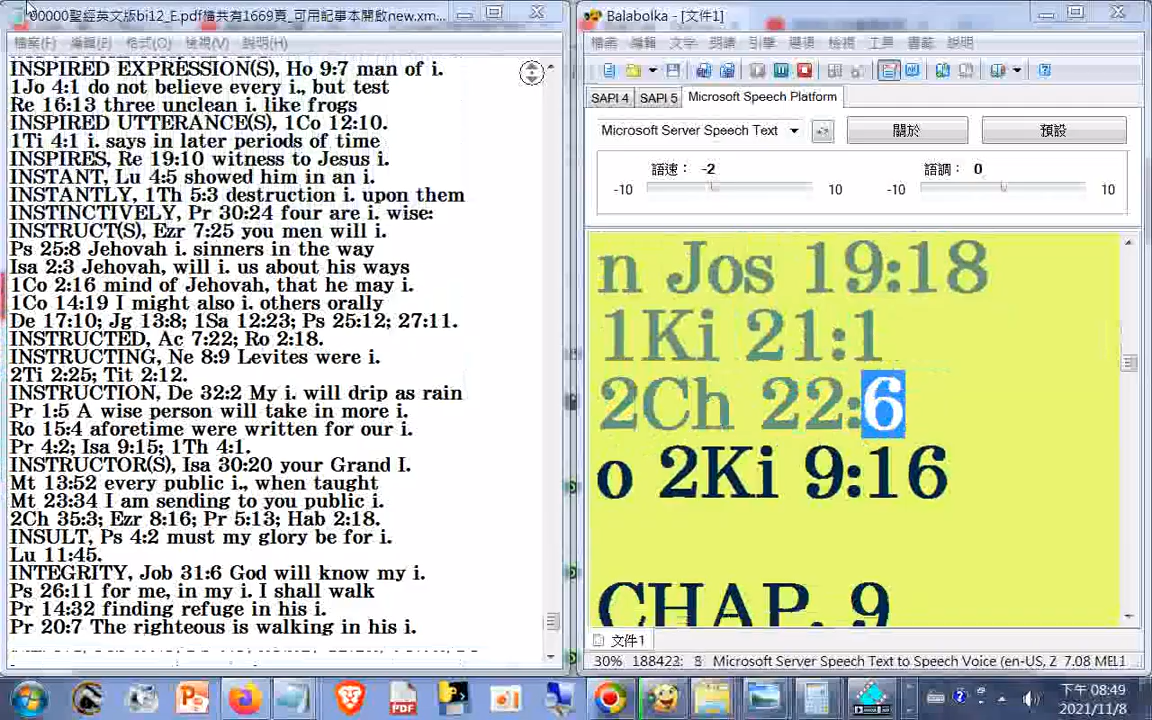 00000聖經英文版bi12_E.pdf檔共有1669頁_可用記事本開啟new.xm...
檔案(F) 編輯(E) 格式(O) 檢視(V) 說明(H)
INSPIRED EXPRESSION(S), Ho 9:7 man of i.
1Jo 4:1 do not believe every i., but test
Re 16:13 three unclean i. like frogs
INSPIRED UTTERANCE(S), 1Co 12:10.
1Ti 4:1 i. says in later periods of time
INSPIRES, Re 19:10 witness to Jesus i.
INSTANT, Lu 4:5 showed him in an i.
INSTANTLY, 1Th 5:3 destruction i. upon them
INSTINCTIVELY, Pr 30:24 four are i. wise:
INSTRUCT(S), Ezr 7:25 you men will i.
Ps 25:8 Jehovah i. sinners in the way
Isa 2:3 Jehovah, will i. us about his ways
1Co 2:16 mind of Jehovah, that he may i.
1Co 14:19 I might also i. others orally
De 17:10; Jg 13:8; 1Sa 12:23; Ps 25:12; 27:11.
INSTRUCTED, Ac 7:22; Ro 2:18.
INSTRUCTING, Ne 8:9 Levites were i.
2Ti 2:25; Tit 2:12.
INSTRUCTION, De 32:2 My i. will drip as rain
Pr 1:5 A wise person will take in more i.
Ro 15:4 aforetime were written for our i.
Pr 4:2; Isa 9:15; 1Th 4:1.
INSTRUCTOR(S), Isa 30:20 your Grand I.
Mt 13:52 every public i., when taught
Mt 23:34 I am sending to you public i.
2Ch 35:3; Ezr 8:16; Pr 5:13; Hab 2:18.
INSULT, Ps 4:2 must my glory be for i.
Lu 11:45.
INTEGRITY, Job 31:6 God will know my i.
Ps 26:11 for me, in my i. I shall walk
Pr 14:32 finding refuge in his i.
Pr 20:7 The righteous is walking in his i.
Balabolka - [文件1]
檔案 編輯 文字 朗讀 引擎 選項 檢視 工具 書籤 說明
SAPI 4 SAPI 5 Microsoft Speech Platform
Microsoft Server Speech Text 關於 預設
語速： -2 語調： 0
-10 10 -10 10
n Jos 19:18
1Ki 21:1
2Ch 22:6
o 2Ki 9:16
CHAP. 9
文件1
30% 188423: 8 Microsoft Server Speech Text to Speech Voice (en-US, Z 7.08 МЕ1
PDF
下午 08:49
2021/11/8